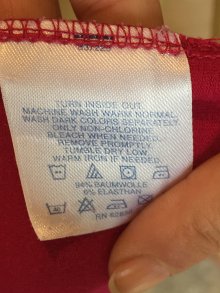 TURN INSIDE OUT.
MACHINE WASH WARM NORMAL.
WASH DARK COLORS SEPARATELY.
ONLY NON-CHLORINE
BLEACH WHEN NEEDED.
REMOVE PROMPTLY.
TUMBLE DRY LOW.
WARM IRON IF NEEDED.
94% BAUMWOLLE
6% ELASTHAN
RN